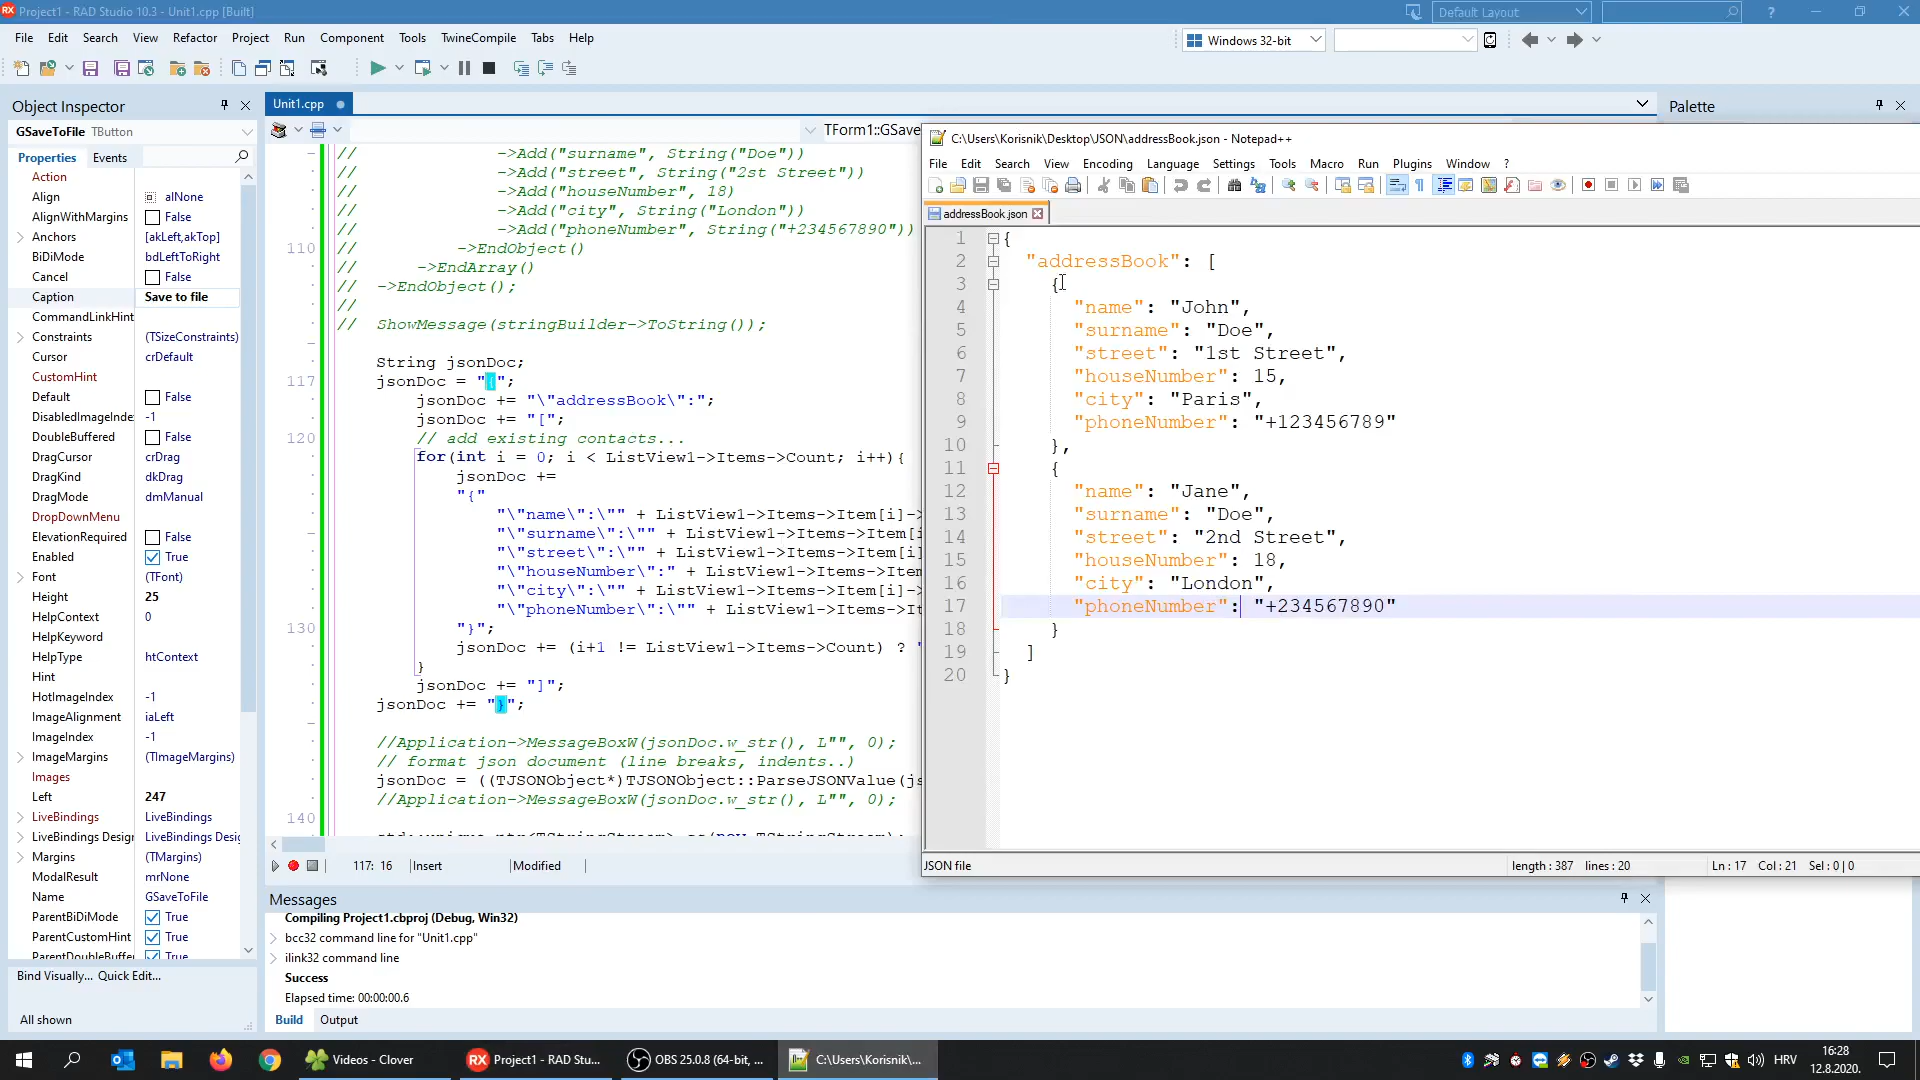 Project1 - RAD Studio 10.3 - Unit1.cpp [Built]
Default Layout
File Edit Search View Refactor Project Run Component Tools TwineCompile Tabs Help
Windows 32-bit
Object Inspector
GSaveToFile TButton
Properties Events
Action
Align alNone
AlignWithMargins False
Anchors [akLeft,akTop]
BiDiMode bdLeftToRight
Cancel False
Caption Save to file
CommandLinkHint
Constraints (TSizeConstraints)
Cursor crDefault
CustomHint
Default False
DisabledImageInde -1
DoubleBuffered False
DragCursor crDrag
DragKind dkDrag
DragMode dmManual
DropDownMenu
ElevationRequired False
Enabled True
Font (TFont)
Height 25
HelpContext 0
HelpKeyword
HelpType htContext
Hint
HotImageIndex -1
ImageAlignment iaLeft
ImageIndex -1
ImageMargins (TImageMargins)
Images
Left 247
LiveBindings LiveBindings
LiveBindings Design LiveBindings Desig
Margins (TMargins)
ModalResult mrNone
Name GSaveToFile
ParentBiDiMode True
ParentCustomHint True
ParentDoubleBuffe True
Bind Visually... Quick Edit...
All shown
Unit1.cpp
TForm1::GSave
// ->Add("surname", String("Doe"))
// ->Add("street", String("2st Street"))
// ->Add("houseNumber", 18)
// ->Add("city", String("London"))
// ->Add("phoneNumber", String("+234567890"))
110 // ->EndObject()
// ->EndArray()
// ->EndObject();
//
// ShowMessage(stringBuilder->ToString());
String jsonDoc;
117 jsonDoc = "{";
jsonDoc += "\"addressBook\":";
jsonDoc += "[";
120 // add existing contacts...
for(int i = 0; i < ListView1->Items->Count; i++){
jsonDoc +=
"{"
"\"name\":\"" + ListView1->Items->Item[i]->
"\"surname\":\"" + ListView1->Items->Item[i
"\"street\":\"" + ListView1->Items->Item[i]
"\"houseNumber\":" + ListView1->Items->Item
"\"city\":\"" + ListView1->Items->Item[i]->
"\"phoneNumber\":\"" + ListView1->Items->It
130 "}";
jsonDoc += (i+1 != ListView1->Items->Count) ? "
}
jsonDoc += "]";
jsonDoc += "}";
//Application->MessageBoxW(jsonDoc.w_str(), L"", 0);
// format json document (line breaks, indents..)
jsonDoc = ((TJSONObject*)TJSONObject::ParseJSONValue(js
//Application->MessageBoxW(jsonDoc.w_str(), L"", 0);
140
117: 16 Insert Modified
Messages
Compiling Project1.cbproj (Debug, Win32)
bcc32 command line for "Unit1.cpp"
ilink32 command line
Success
Elapsed time: 00:00:00.6
Build Output
Palette
C:\Users\Korisnik\Desktop\JSON\addressBook.json - Notepad++
File Edit Search View Encoding Language Settings Tools Macro Run Plugins Window ?
addressBook.json
1 {
2 "addressBook": [
3 {
4 "name": "John",
5 "surname": "Doe",
6 "street": "1st Street",
7 "houseNumber": 15,
8 "city": "Paris",
9 "phoneNumber": "+123456789"
10 },
11 {
12 "name": "Jane",
13 "surname": "Doe",
14 "street": "2nd Street",
15 "houseNumber": 18,
16 "city": "London",
17 "phoneNumber": "+234567890"
18 }
19 ]
20 }
JSON file length : 387 lines : 20 Ln : 17 Col : 21 Sel : 0 | 0
Videos - Clover
Project1 - RAD Stu...
OBS 25.0.8 (64-bit, ...
C:\Users\Korisnik\...
HRV
16:28
12.8.2020.